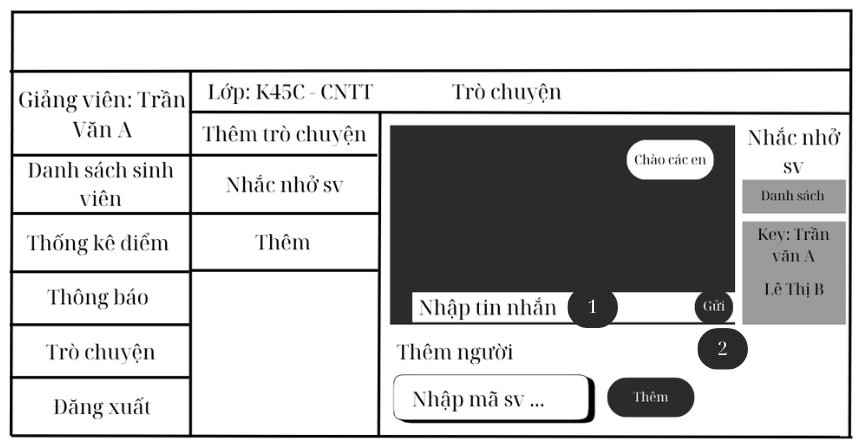 Giảng viên: Trần
Văn A
Danh sách sinh
viên
Thống kê điểm
Thông báo
Trò chuyện
Đăng xuất
Lớp: K45C - CNTT
Trò chuyện
Thêm trò chuyện
Nhắc nhở sv
Thêm
Chào các en
Nhập tin nhắn
1
Gửi
2
Thêm người
Nhập mã sv ...
Thêm
Nhắc nhở
sv
Danh sách
Key: Trần
văn A
Lê Thị B